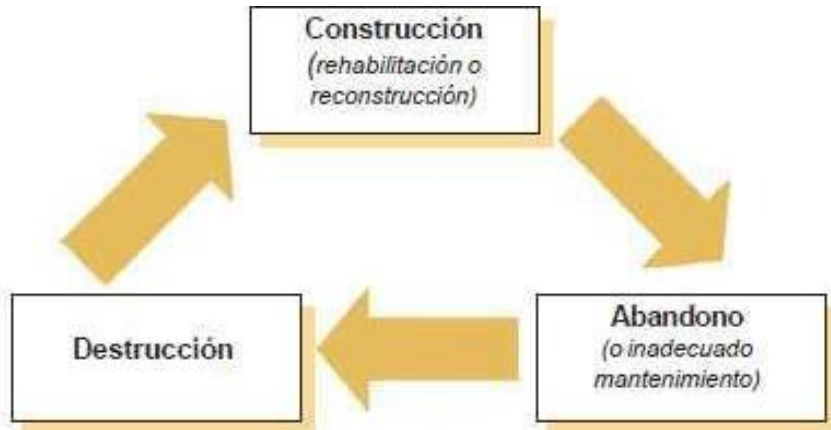 Construcción
(rehabilitación o
reconstrucción)
Destrucción
Abandono
(o inadecuado
mantenimiento)